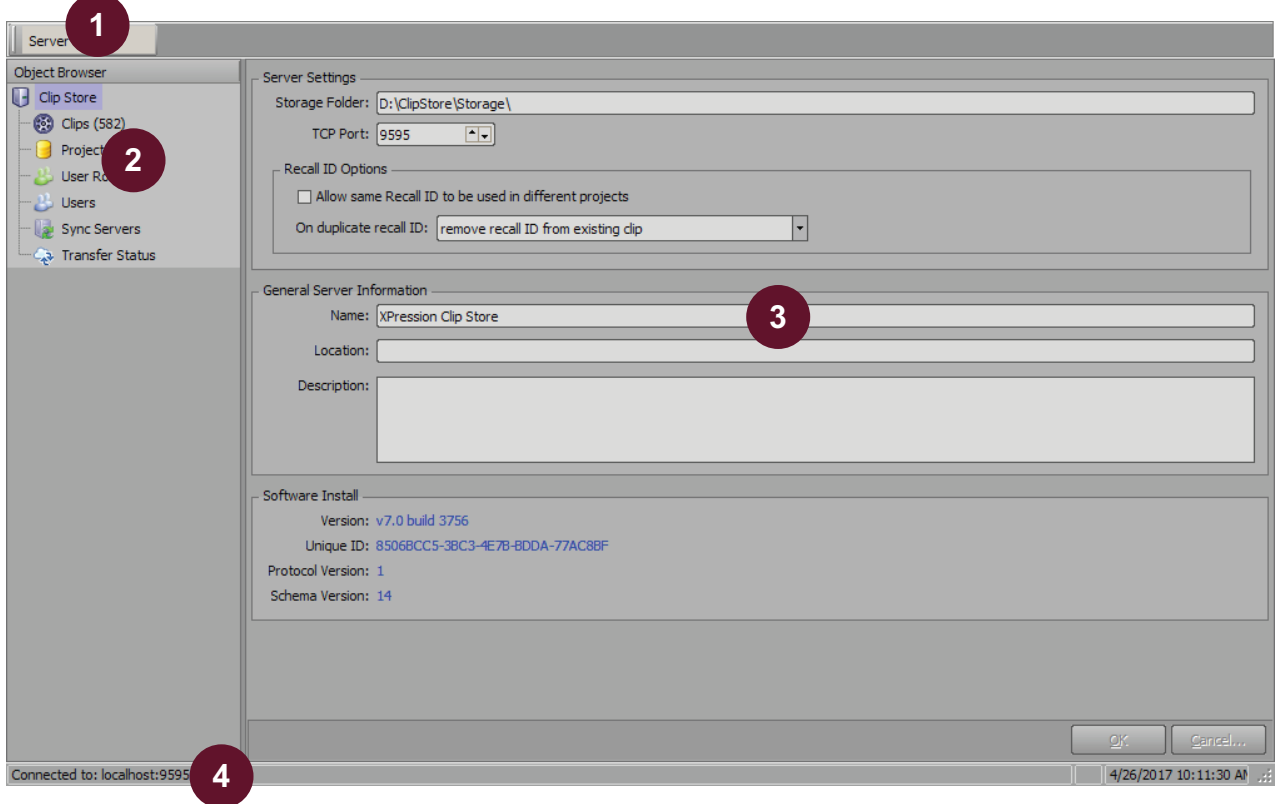 1
Server
Object Browser
Clip Store
Clips (582)
Project
2
User Ro
Users
Sync Servers
Transfer Status
Server Settings
Storage Folder: D:\ClipStore\Storage\
TCP Port: 9595
Recall ID Options
Allow same Recall ID to be used in different projects
On duplicate recall ID: remove recall ID from existing clip
General Server Information
Name: XPression Clip Store
3
Location:
Description:
Software Install
Version: v7.0 build 3756
Unique ID: 8506BCC5-3BC3-4E7B-BDDA-77AC8BF
Protocol Version: 1
Schema Version: 14
OK Cancel...
Connected to: localhost:9595
4
4/26/2017 10:11:30 AM